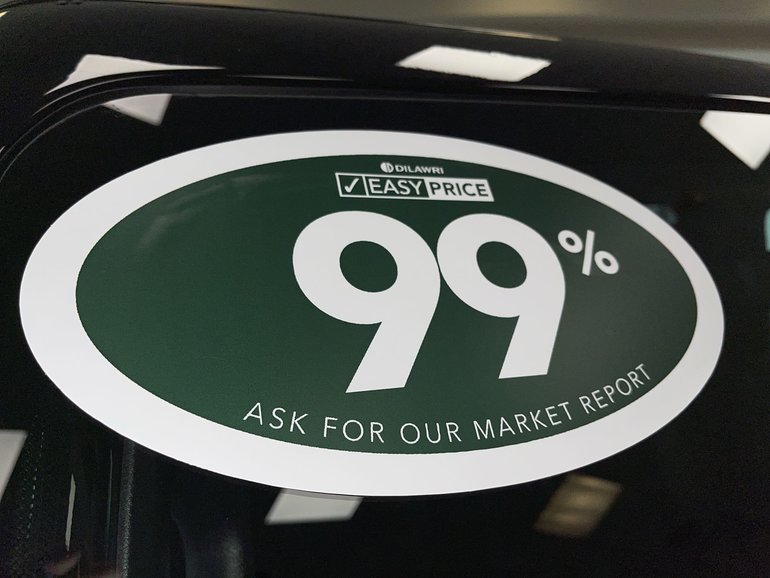 DILAWRI
✓ EASY PRICE
99%
ASK FOR OUR MARKET REPORT